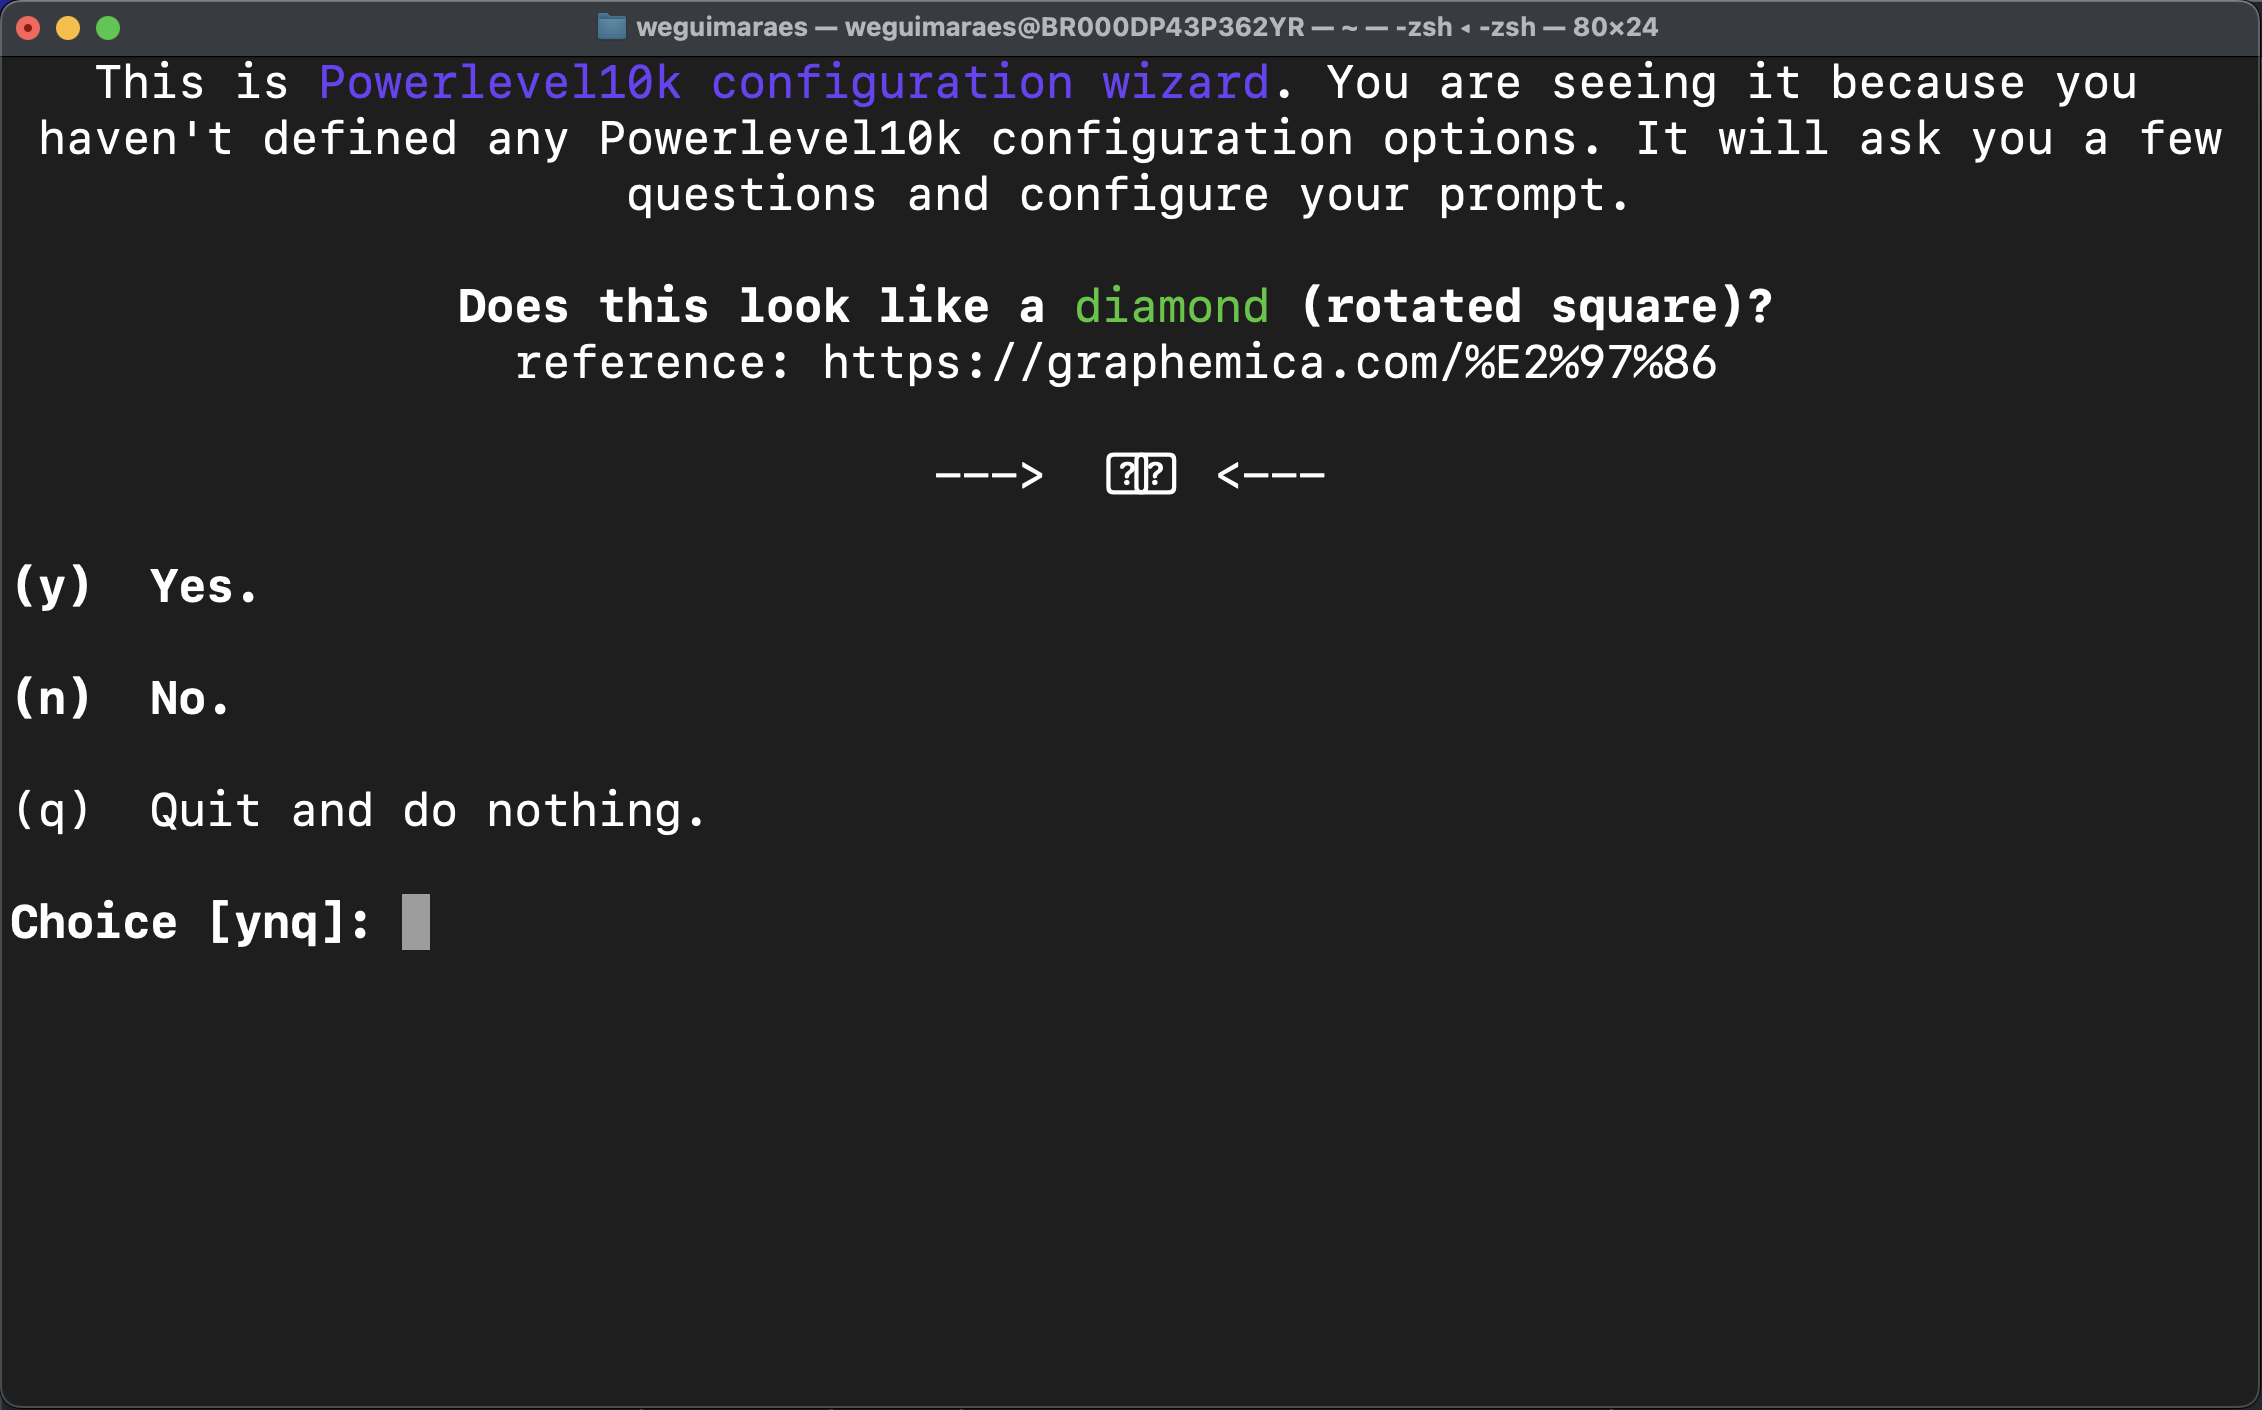 weguimaraes — weguimaraes@BR000DP43P362YR — ~ — -zsh ◂ -zsh — 80×24
This is Powerlevel10k configuration wizard. You are seeing it because you
haven't defined any Powerlevel10k configuration options. It will ask you a few
questions and configure your prompt.
Does this look like a diamond (rotated square)?
reference: https://graphemica.com/%E2%97%86
---> ⍰⍰ <---
(y) Yes.
(n) No.
(q) Quit and do nothing.
Choice [ynq]: